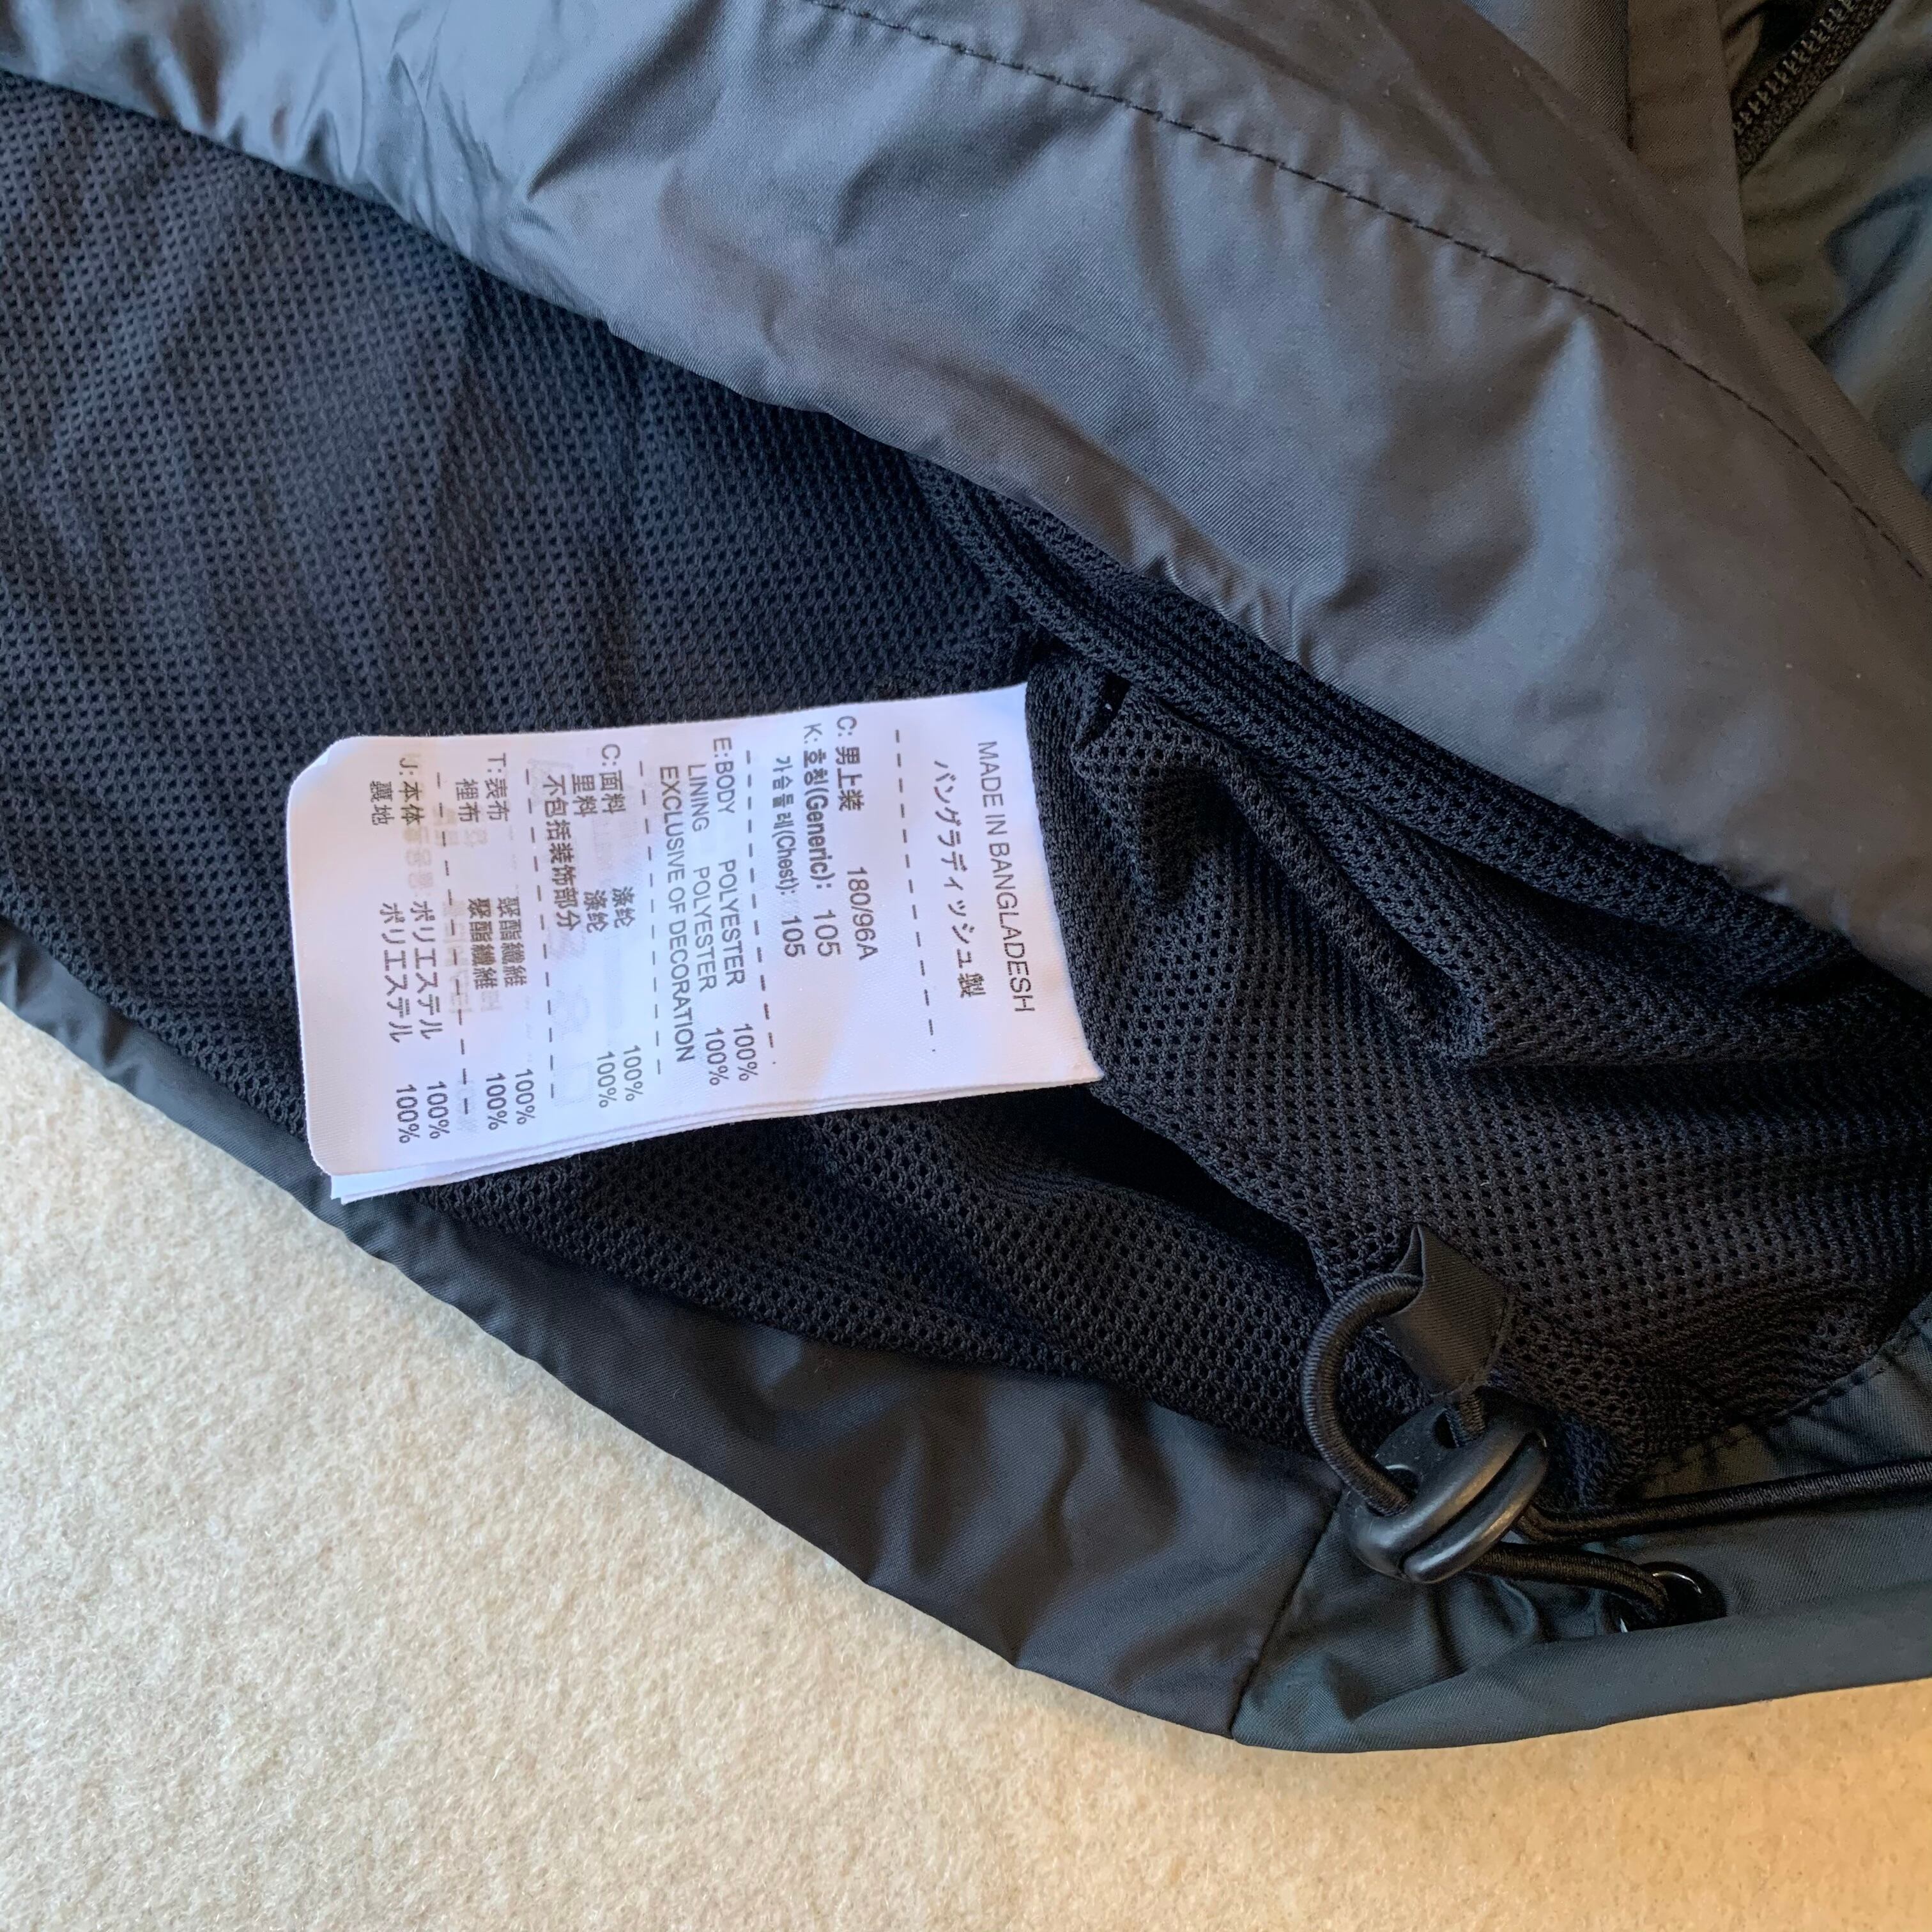 MADE IN BANGLADESH
バングラディッシュ製
C: 男上装 180/96A
K: 호칭(Generic): 105
가슴둘레(Chest): 105
E:BODY POLYESTER 100%
LINING POLYESTER 100%
EXCLUSIVE OF DECORATION
C:面料 涤纶 100%
里料 涤纶 100%
不包括装饰部分
T:表布 聚酯纖維 100%
裡布 聚酯纖維 100%
J:本体 ポリエステル 100%
裏地 ポリエステル 100%